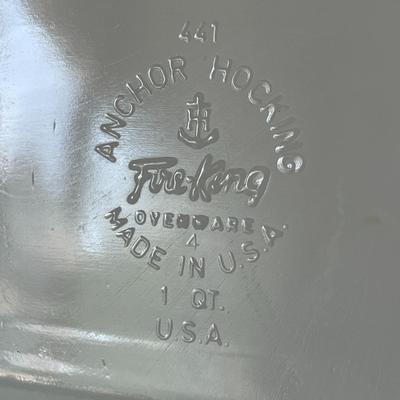 441
ANCHOR HOCKING
Fire-King
OVENWARE
4
MADE IN U.S.A.
1 QT.
U.S.A.